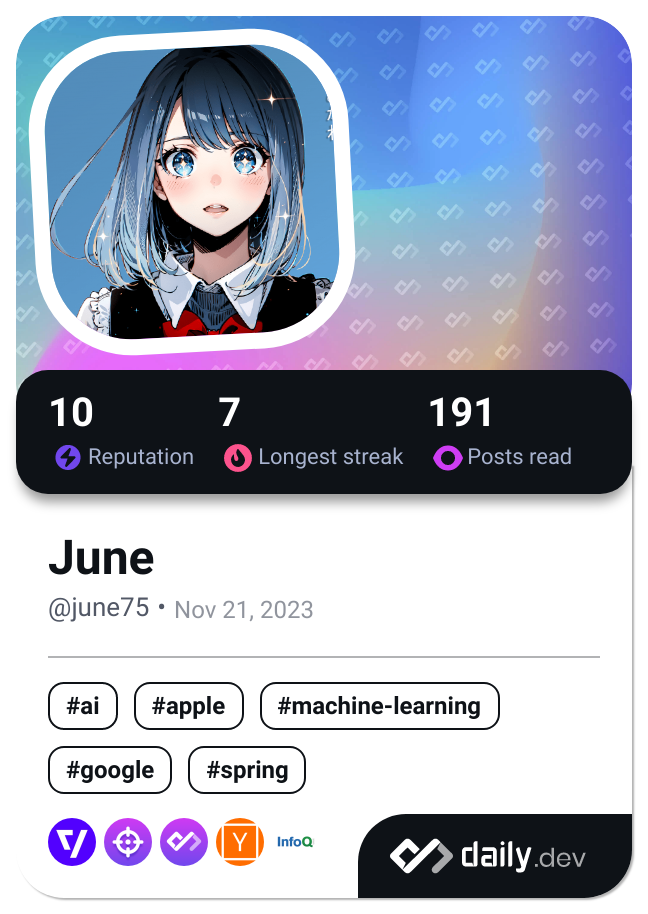 10 7 191
Reputation Longest streak Posts read
June
@june75 • Nov 21, 2023
#ai #apple #machine-learning
#google #spring
Y InfoQ
daily.dev